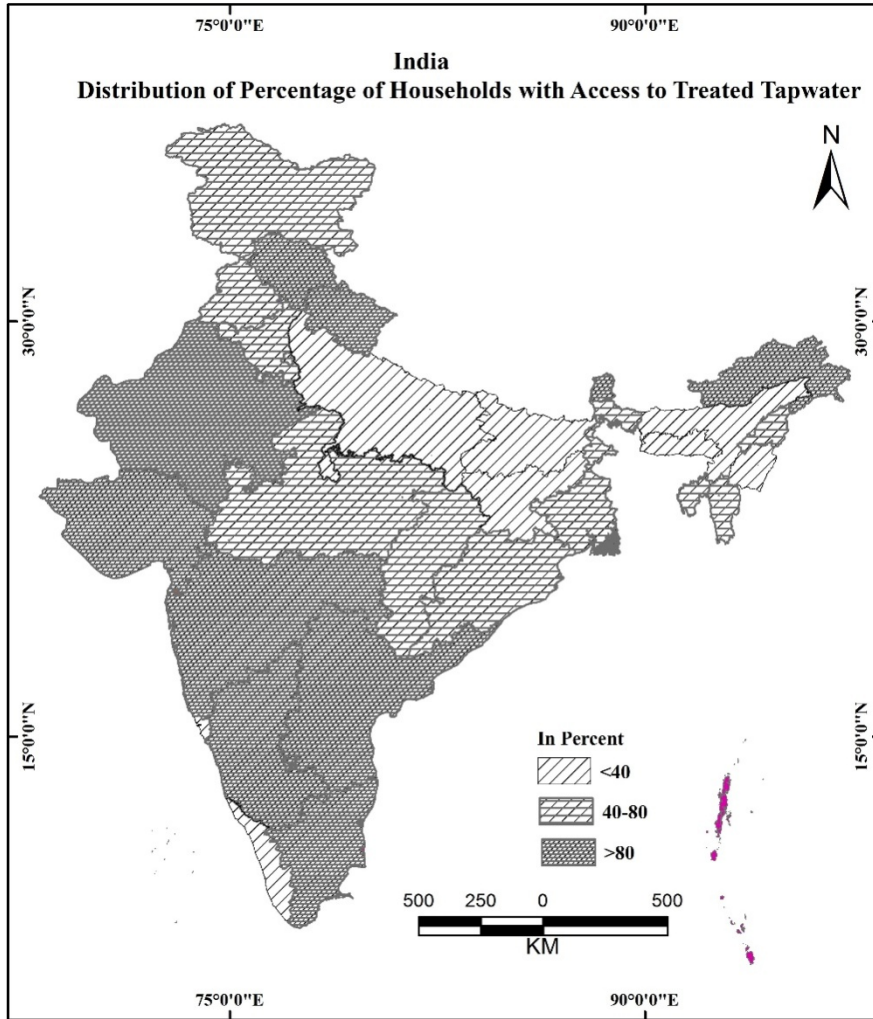 75°0'0"E 90°0'0"E
India
Distribution of Percentage of Households with Access to Treated Tapwater
N
30°0'0"N 30°0'0"N
15°0'0"N 15°0'0"N
In Percent
<40
40-80
>80
500 250 0 500
KM
75°0'0"E 90°0'0"E